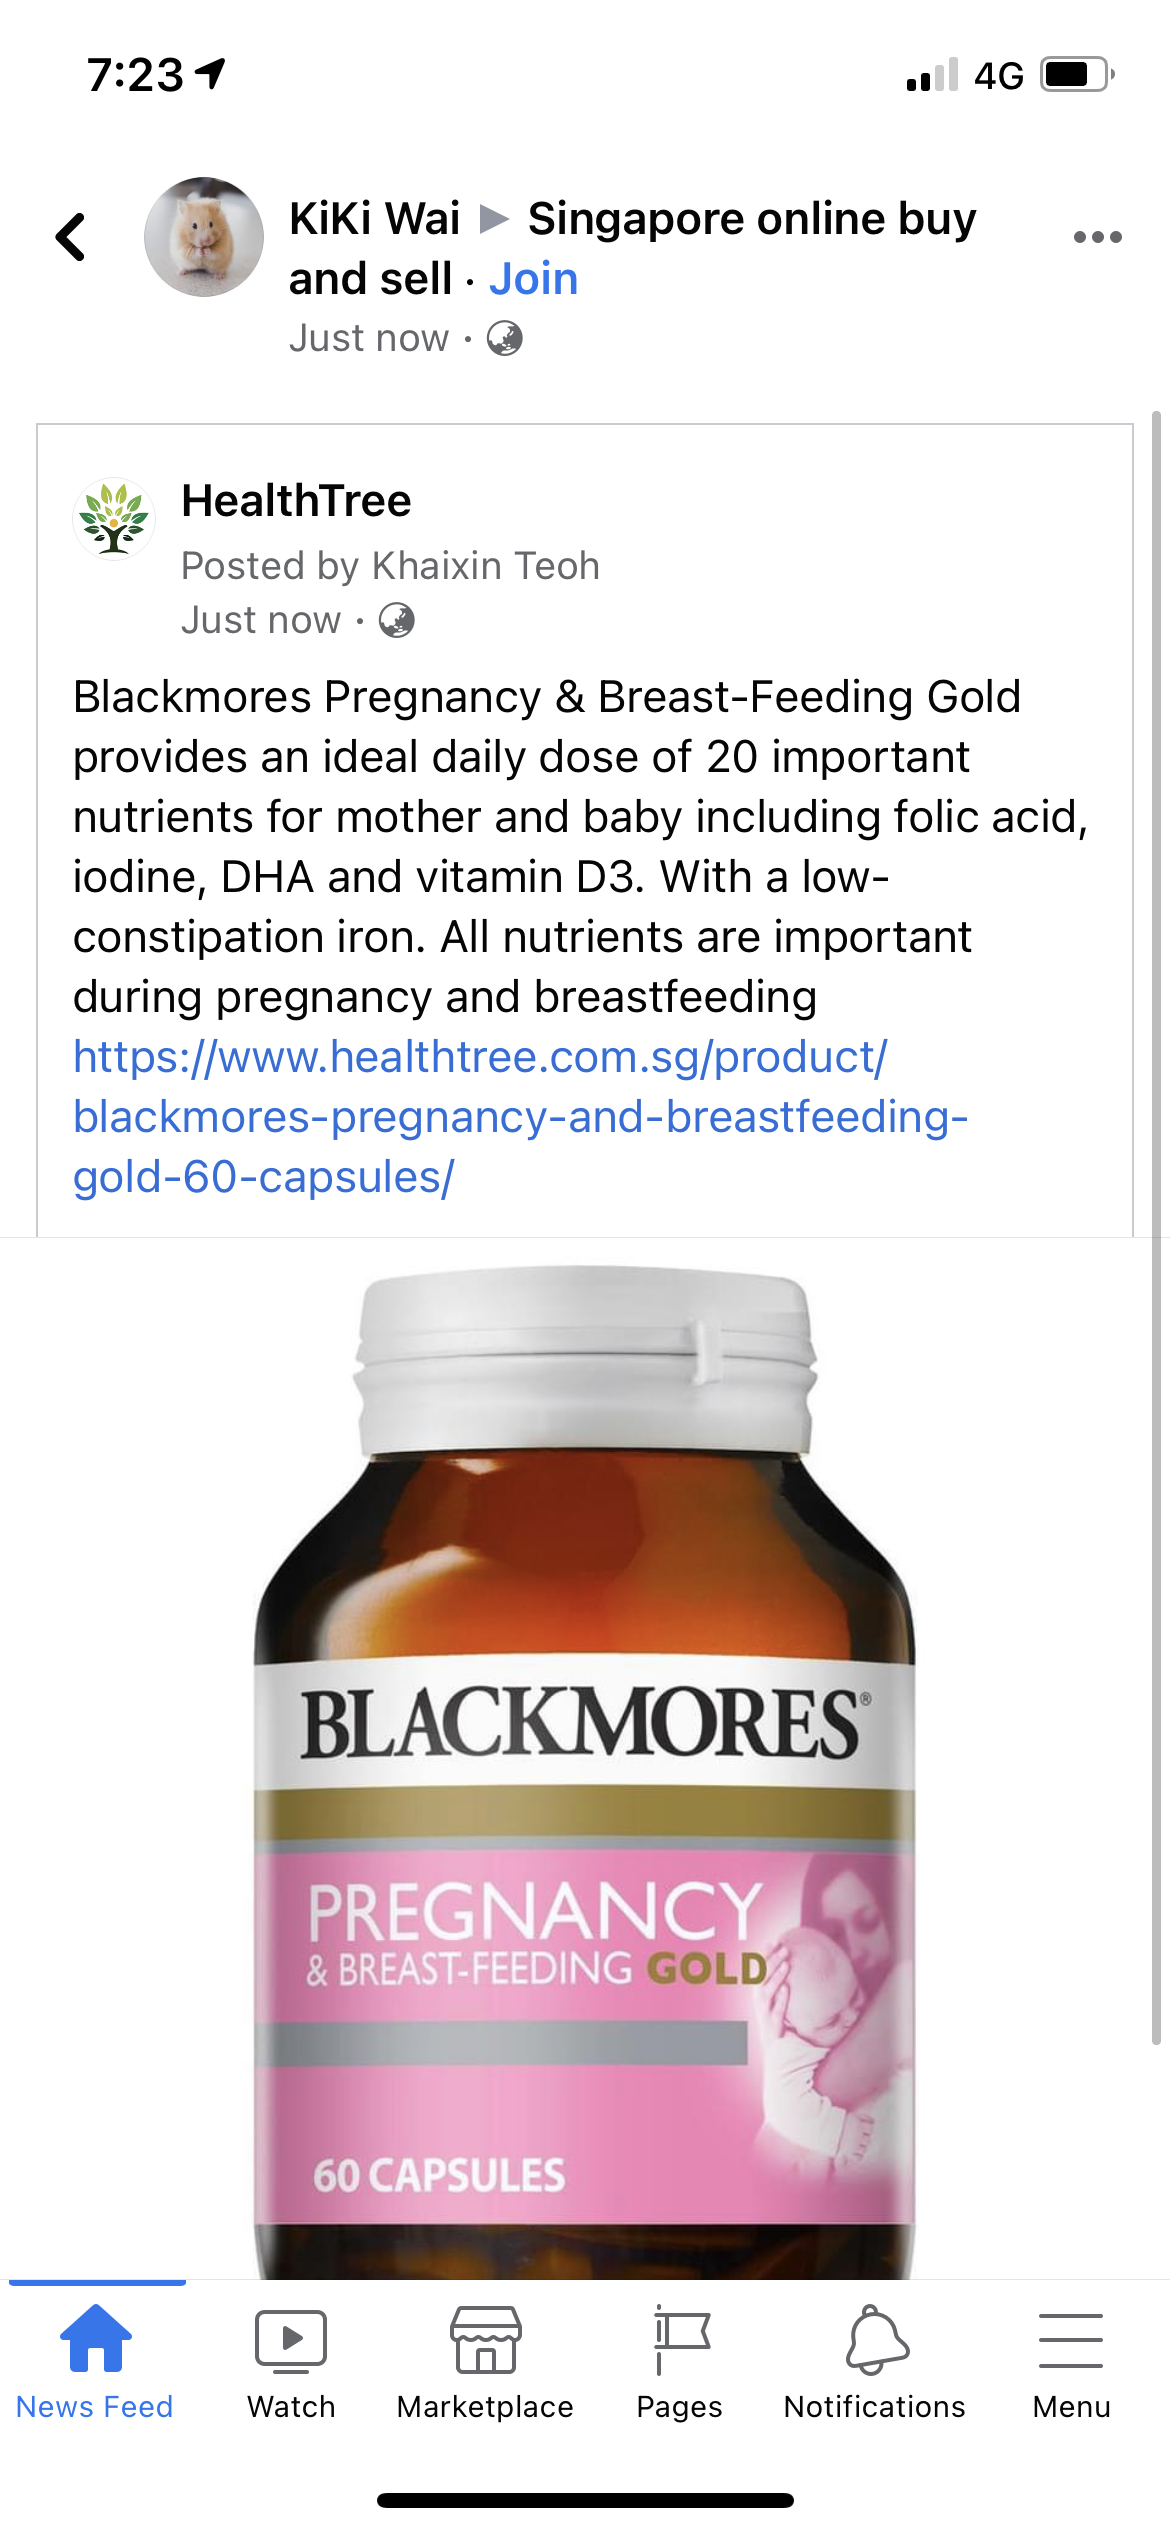 7:23
4G
KiKi Wai ▶ Singapore online buy
and sell · Join
Just now ·
HealthTree
Posted by Khaixin Teoh
Just now ·
Blackmores Pregnancy & Breast-Feeding Gold
provides an ideal daily dose of 20 important
nutrients for mother and baby including folic acid,
iodine, DHA and vitamin D3. With a low-
constipation iron. All nutrients are important
during pregnancy and breastfeeding
https://www.healthtree.com.sg/product/
blackmores-pregnancy-and-breastfeeding-
gold-60-capsules/
BLACKMORES®
PREGNANCY
& BREAST-FEEDING GOLD
60 CAPSULES
News Feed
Watch
Marketplace
Pages
Notifications
Menu